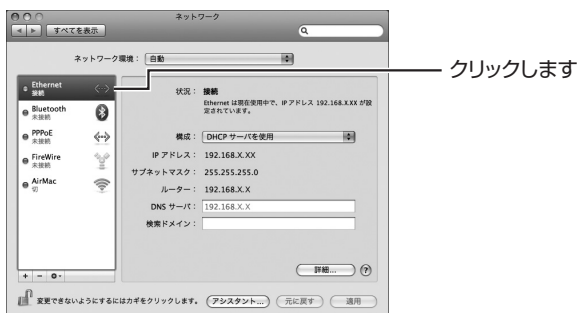 ネットワーク
すべてを表示
ネットワーク環境： 自動
クリックします
Ethernet
接続
Bluetooth
未接続
PPPoE
未接続
FireWire
未接続
AirMac
切
状況： 接続
Ethernet は現在使用中で、IP アドレス 192.168.X.XX が設
定されています。
構成： DHCP サーバを使用
IP アドレス： 192.168.X.XX
サブネットマスク： 255.255.255.0
ルーター： 192.168.X.X
DNS サーバ： 192.168.X.X
検索ドメイン：
詳細... ?
変更できないようにするにはカギをクリックします。 アシスタント... 元に戻す 適用